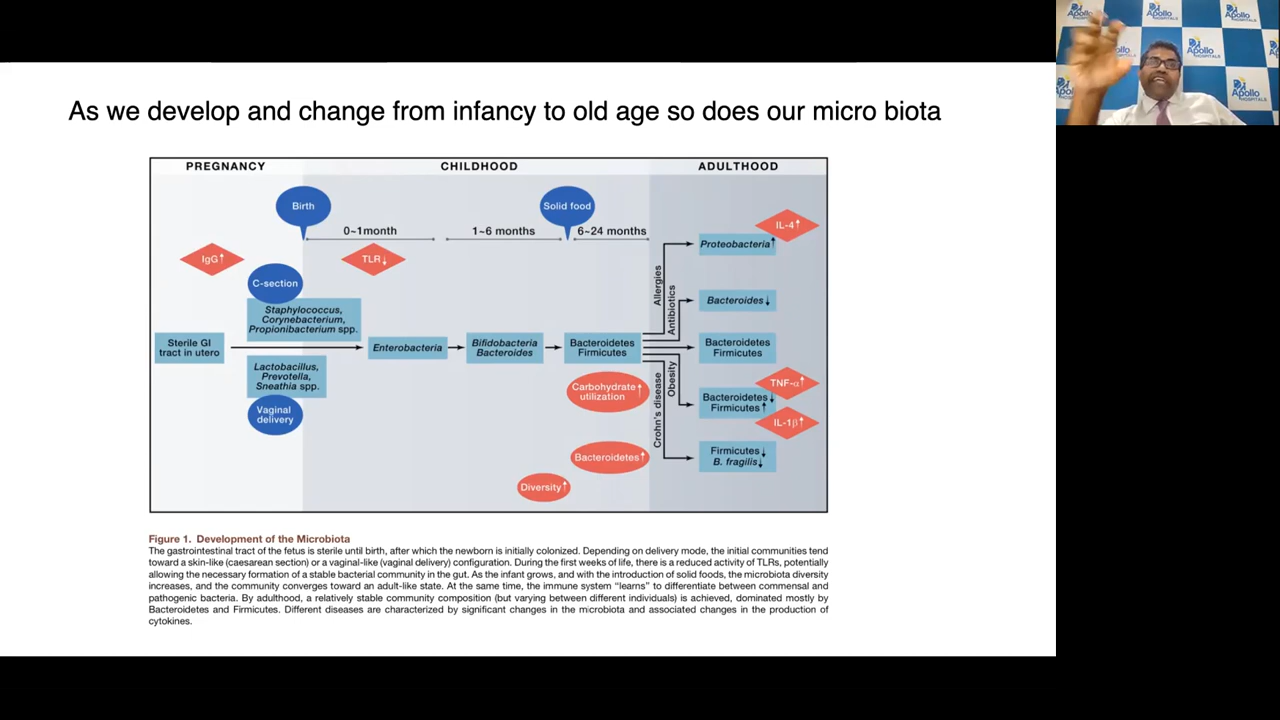 As we develop and change from infancy to old age so does our micro biota
PREGNANCY
CHILDHOOD
ADULTHOOD
Birth
Solid food
0~1month
1~6 months
6~24 months
IgG↑
TLR↓
IL-4↑
Proteobacteria↑
C-section
Staphylococcus,
Corynebacterium,
Propionibacterium spp.
Allergies
Antibiotics
Bacteroides↓
Sterile GI
tract in utero
Enterobacteria
Bifidobacteria
Bacteroides
Bacteroidetes
Firmicutes
Bacteroidetes
Firmicutes
Lactobacillus,
Prevotella,
Sneathia spp.
Vaginal
delivery
Carbohydrate
utilization↑
Crohn's disease
Obesity
TNF-α↑
Bacteroidetes↓
Firmicutes↑
IL-1β↑
Bacteroidetes↑
Firmicutes↓
B. fragilis↓
Diversity↑
Figure 1. Development of the Microbiota
The gastrointestinal tract of the fetus is sterile until birth, after which the newborn is initially colonized. Depending on delivery mode, the initial communities tend
toward a skin-like (caesarean section) or a vaginal-like (vaginal delivery) configuration. During the first weeks of life, there is a reduced activity of TLRs, potentially
allowing the necessary formation of a stable bacterial community in the gut. As the infant grows, and with the introduction of solid foods, the microbiota diversity
increases, and the community converges toward an adult-like state. At the same time, the immune system “learns” to differentiate between commensal and
pathogenic bacteria. By adulthood, a relatively stable community composition (but varying between different individuals) is achieved, dominated mostly by
Bacteroidetes and Firmicutes. Different diseases are characterized by significant changes in the microbiota and associated changes in the production of
cytokines.
Apollo
HOSPITALS
Apollo
HOSPITALS
Apollo
HOSPITALS
Apollo
HOSPITALS
Apollo
HOSPITALS